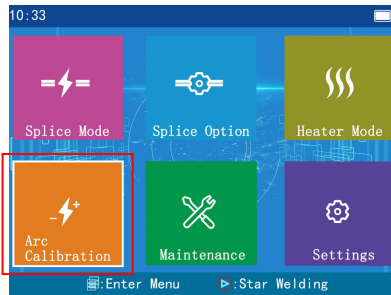 10:33
Splice Mode
Splice Option
Heater Mode
Arc
Calibration
Maintenance
Settings
:Enter Menu
:Star Welding